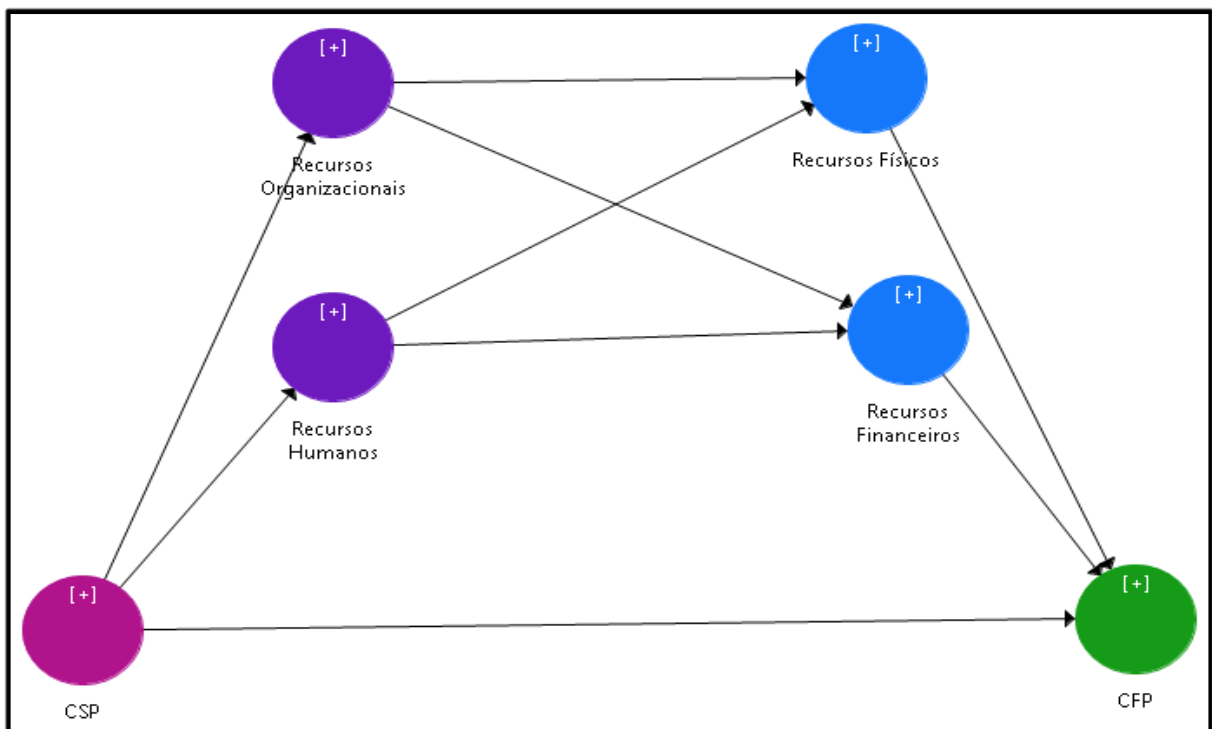 [+]
Recursos
Organizacionais
[+]
Recursos Físicos
[+]
Recursos
Humanos
[+]
Recursos
Financeiros
[+]
CSP
[+]
CFP